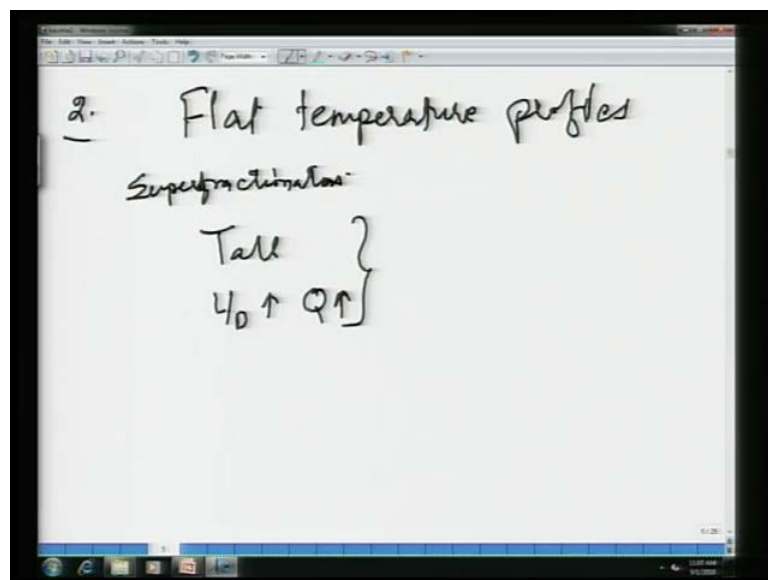 2. Flat temperature profiles
Superfractionators.
Tall
L/D ↑ Q↑